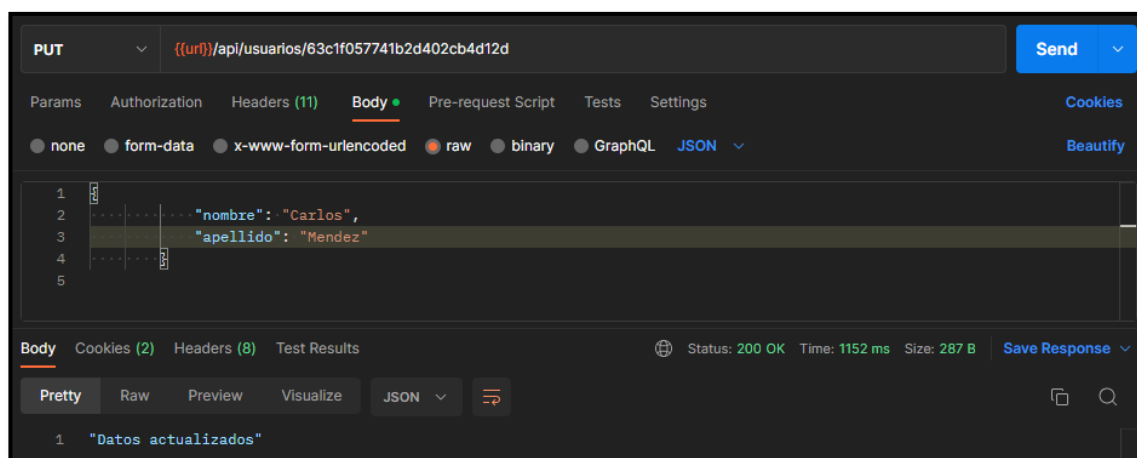 PUT {{url}}/api/usuarios/63c1f057741b2d402cb4d12d Send
Params Authorization Headers (11) Body Pre-request Script Tests Settings Cookies
none form-data x-www-form-urlencoded raw binary GraphQL JSON Beautify
1 {
2 "nombre": "Carlos",
3 "apellido": "Mendez"
4 }
5
Body Cookies (2) Headers (8) Test Results Status: 200 OK Time: 1152 ms Size: 287 B Save Response
Pretty Raw Preview Visualize JSON
1 "Datos actualizados"